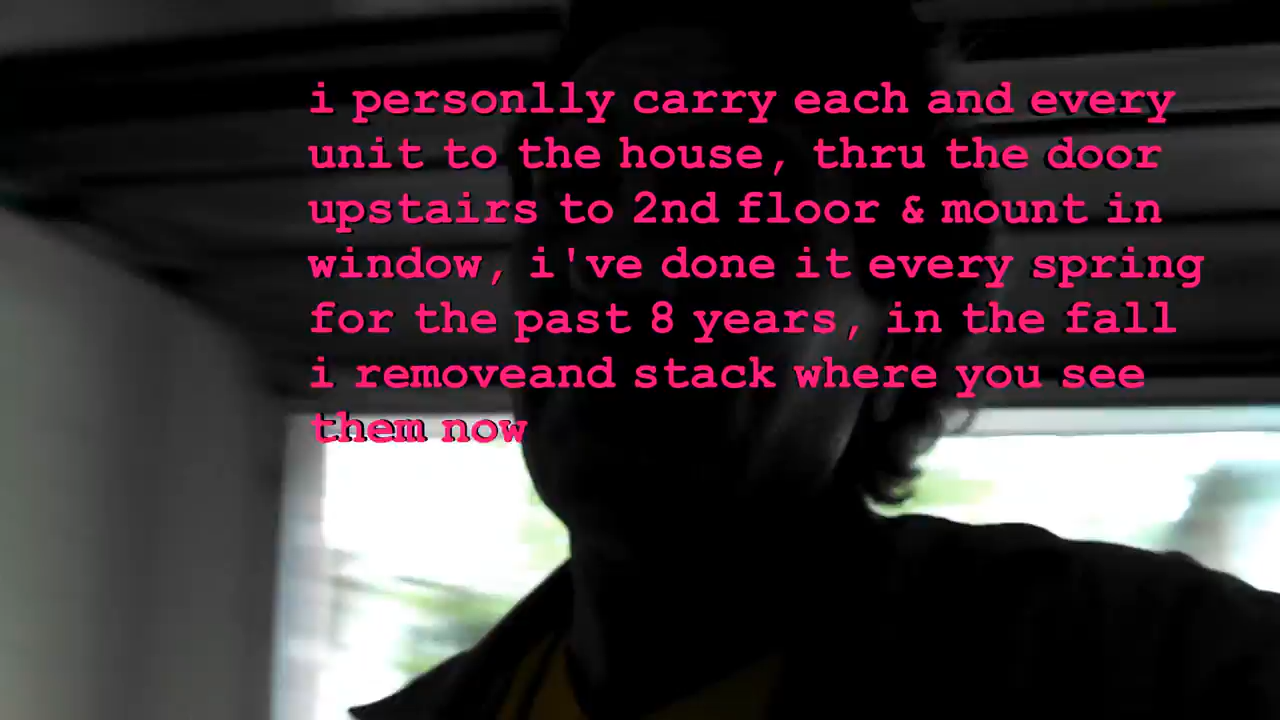 i personlly carry each and every
unit to the house, thru the door
upstairs to 2nd floor & mount in
window, i've done it every spring
for the past 8 years, in the fall
i removeand stack where you see
them now